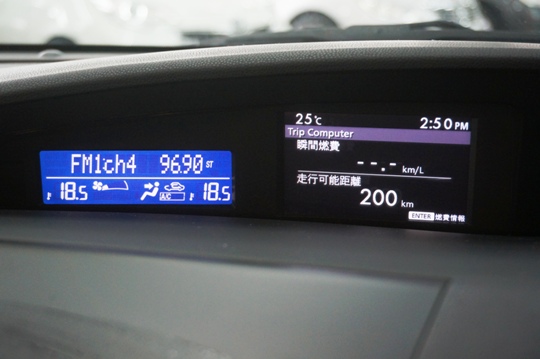 FM1ch4 96.90 ST
18.5 A/C 18.5
25℃ 2:50 PM
Trip Computer
瞬間燃費
--.- km/L
走行可能距離
200 km
ENTER 燃費情報